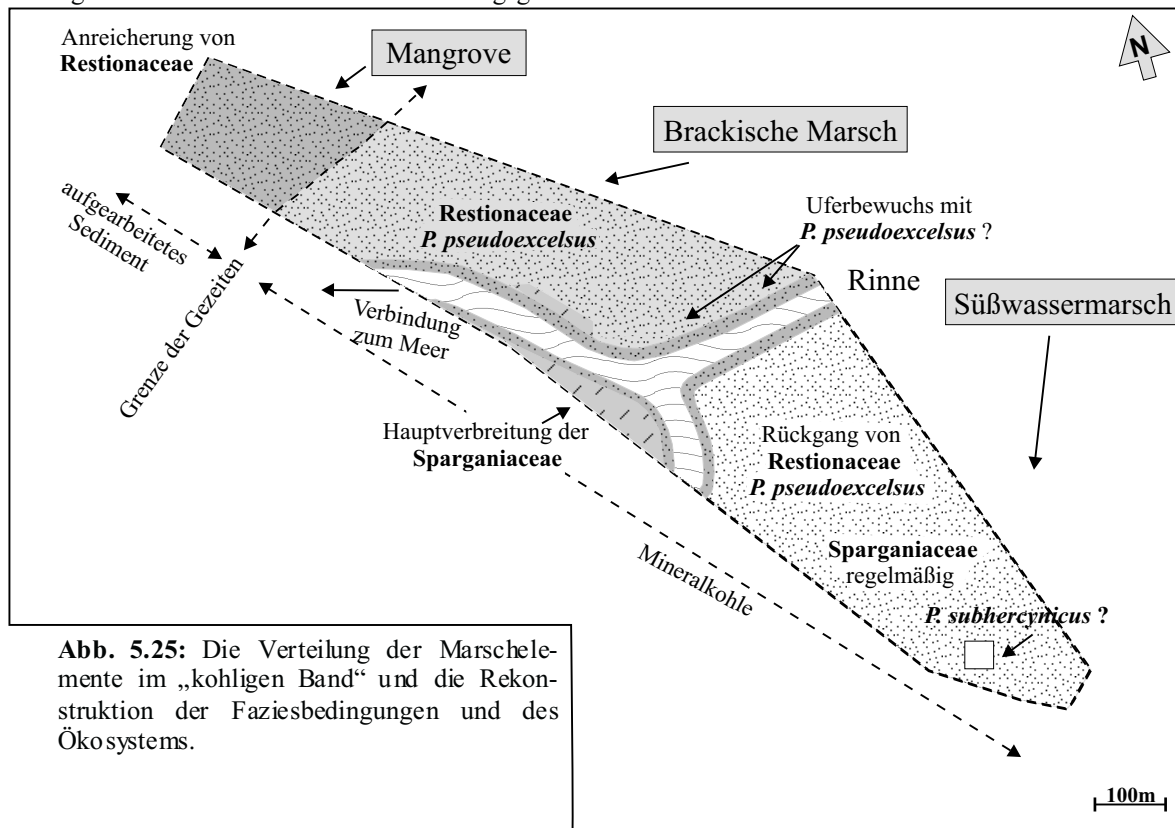 Anreicherung von
Restionaceae
Mangrove
N
Brackische Marsch
aufgearbeitetes
Sediment
Restionaceae
P. pseudoexcelsus
Uferbewuchs mit
P. pseudoexcelsus ?
Rinne
Süßwassermarsch
Grenze der Gezeiten
Verbindung
zum Meer
Hauptverbreitung der
Sparganiaceae
Rückgang von
Restionaceae
P. pseudoexcelsus
Sparganiaceae
regelmäßig
Mineralkohle
P. subhercynicus ?
Abb. 5.25: Die Verteilung der Marschele-
mente im „kohligen Band“ und die Rekon-
struktion der Faziesbedingungen und des
Ökosystems.
100m